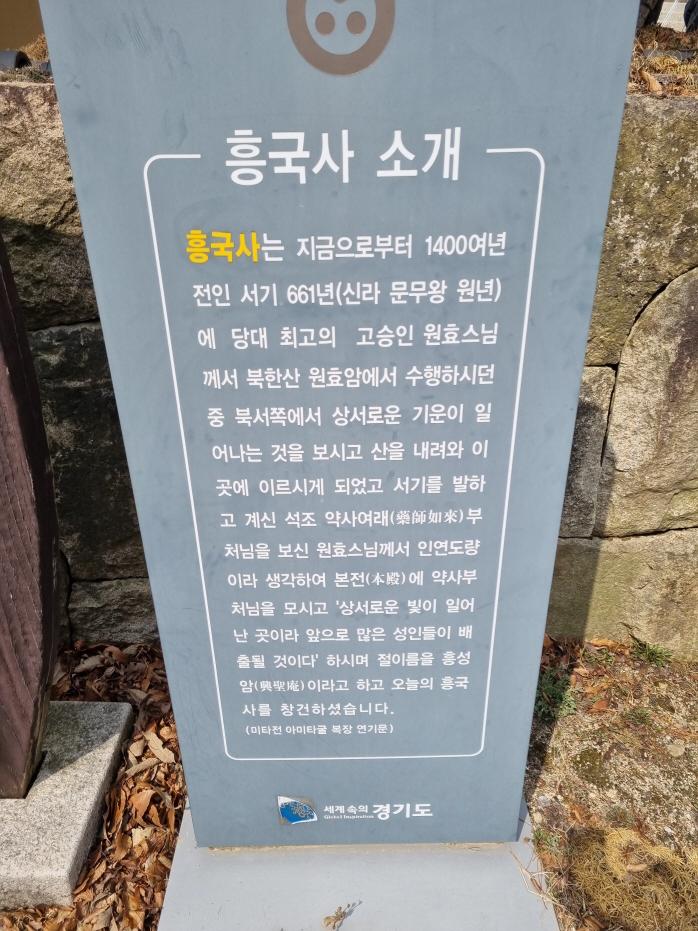 흥국사 소개
흥국사는 지금으로부터 1400여년
전인 서기 661년(신라 문무왕 원년)
에 당대 최고의 고승인 원효스님
께서 북한산 원효암에서 수행하시던
중 북서쪽에서 상서로운 기운이 일
어나는 것을 보시고 산을 내려와 이
곳에 이르시게 되었고 서기를 발하
고 계신 석조 약사여래(藥師如來)부
처님을 보신 원효스님께서 인연도량
이라 생각하여 본전(本殿)에 약사부
처님을 모시고 '상서로운 빛이 일어
난 곳이라 앞으로 많은 성인들이 배
출될 것이다' 하시며 절이름을 흥성
암(興聖庵)이라고 하고 오늘의 흥국
사를 창건하셨습니다.
(미타전 아미타굴 복장 연기문)
세계 속의 경기도
Global Inspiration